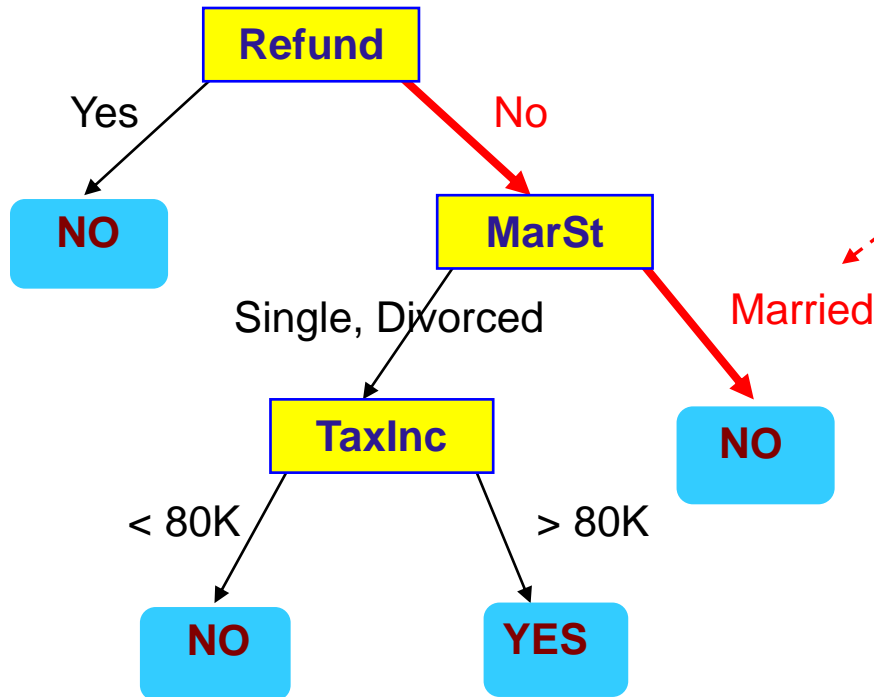 Refund
Yes
No
NO
MarSt
Single, Divorced
Married
TaxInc
NO
< 80K
> 80K
NO
YES